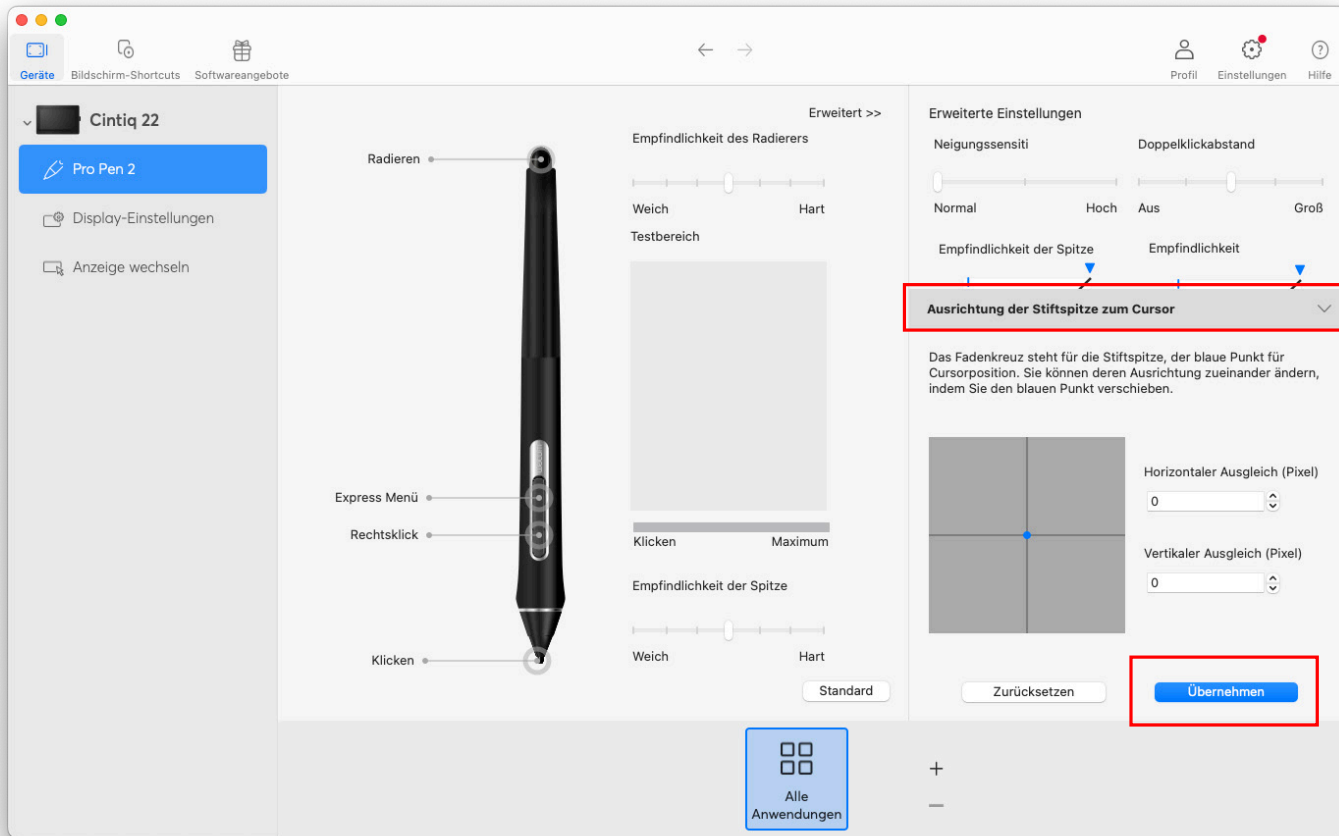 Geräte
Bildschirm-Shortcuts
Softwareangebote
Profil
Einstellungen
Hilfe
Cintiq 22
Pro Pen 2
Display-Einstellungen
Anzeige wechseln
Radieren
Express Menü
Rechtsklick
Klicken
Erweitert >>
Empfindlichkeit des Radierers
Weich
Hart
Testbereich
Klicken
Maximum
Empfindlichkeit der Spitze
Weich
Hart
Standard
Erweiterte Einstellungen
Neigungssensiti
Normal
Hoch
Doppelklickabstand
Aus
Groß
Empfindlichkeit der Spitze
Empfindlichkeit
Ausrichtung der Stiftspitze zum Cursor
Das Fadenkreuz steht für die Stiftspitze, der blaue Punkt für
Cursorposition. Sie können deren Ausrichtung zueinander ändern,
indem Sie den blauen Punkt verschieben.
Horizontaler Ausgleich (Pixel)
0
Vertikaler Ausgleich (Pixel)
0
Zurücksetzen
Übernehmen
Alle
Anwendungen